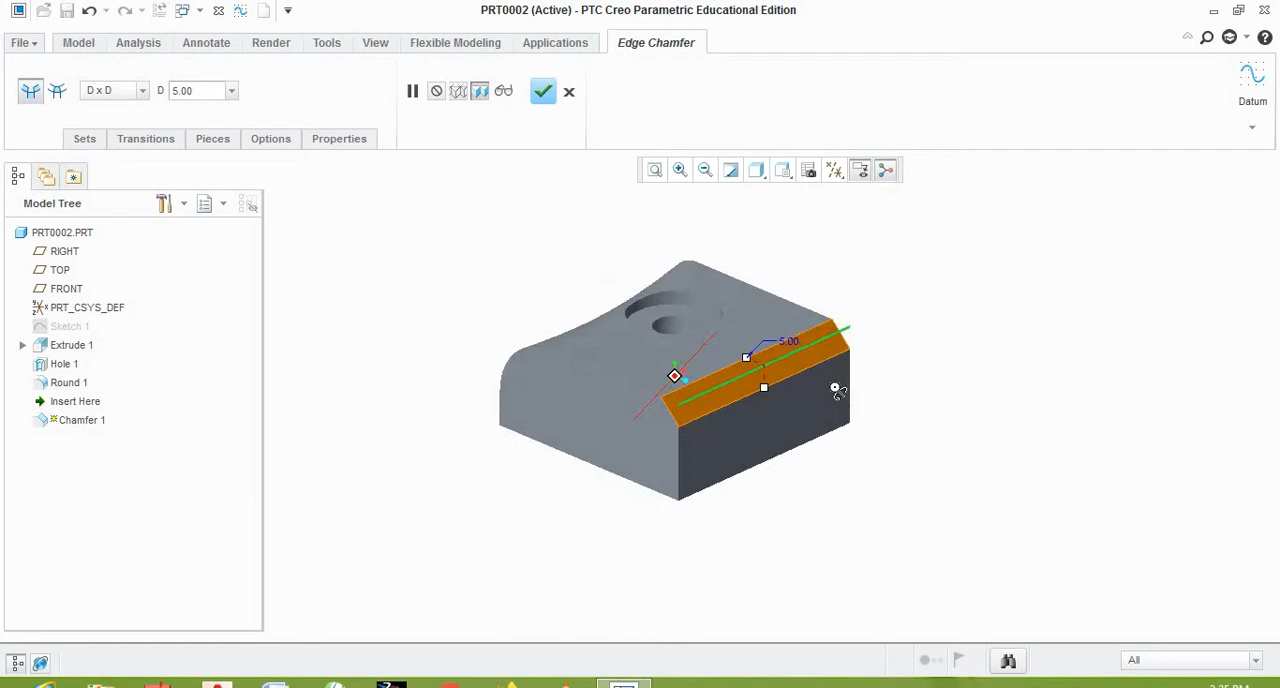 PRT0002 (Active) - PTC Creo Parametric Educational Edition
File Model Analysis Annotate Render Tools View Flexible Modeling Applications Edge Chamfer
D x D D 5.00
Datum
Sets Transitions Pieces Options Properties
Model Tree
PRT0002.PRT
RIGHT
TOP
FRONT
PRT_CSYS_DEF
Sketch 1
Extrude 1
Hole 1
Round 1
Insert Here
Chamfer 1
5.00
All